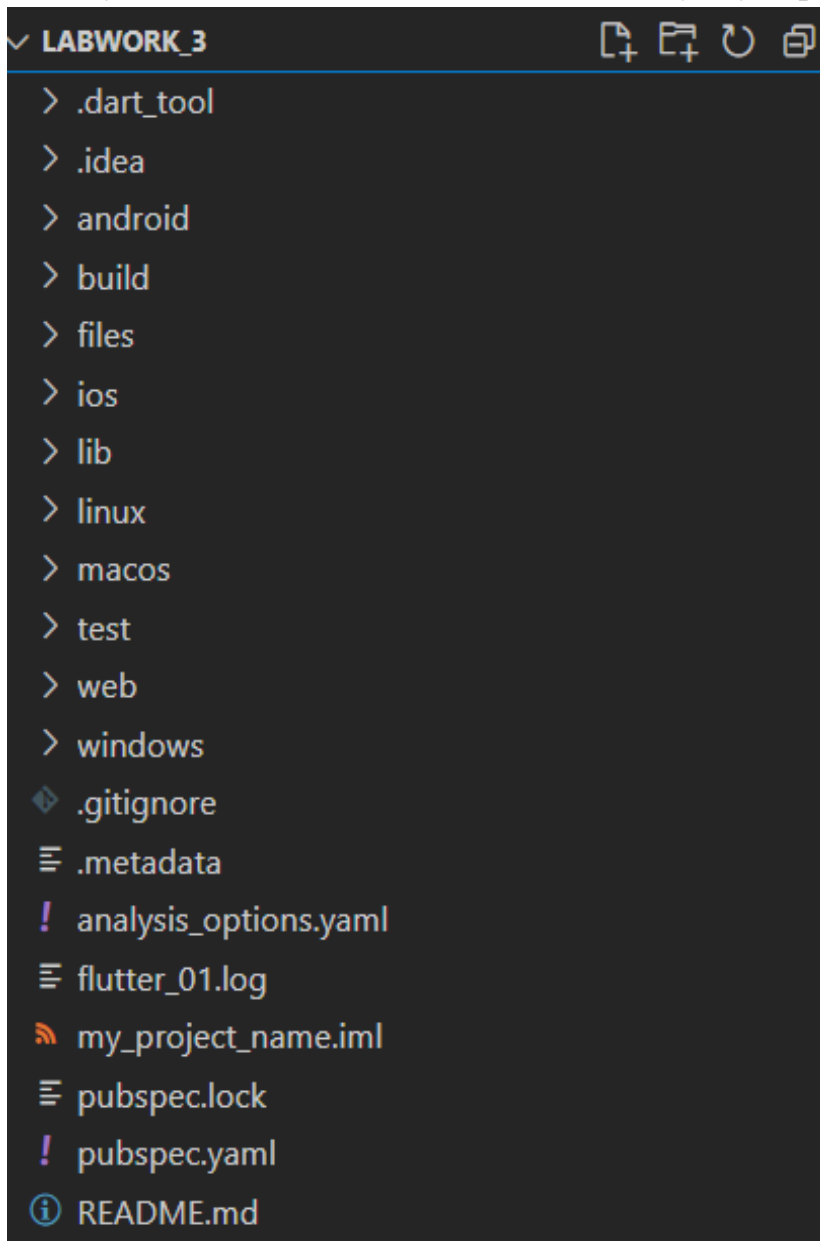 LABWORK_3
.dart_tool
.idea
android
build
files
ios
lib
linux
macos
test
web
windows
.gitignore
.metadata
analysis_options.yaml
flutter_01.log
my_project_name.iml
pubspec.lock
pubspec.yaml
README.md